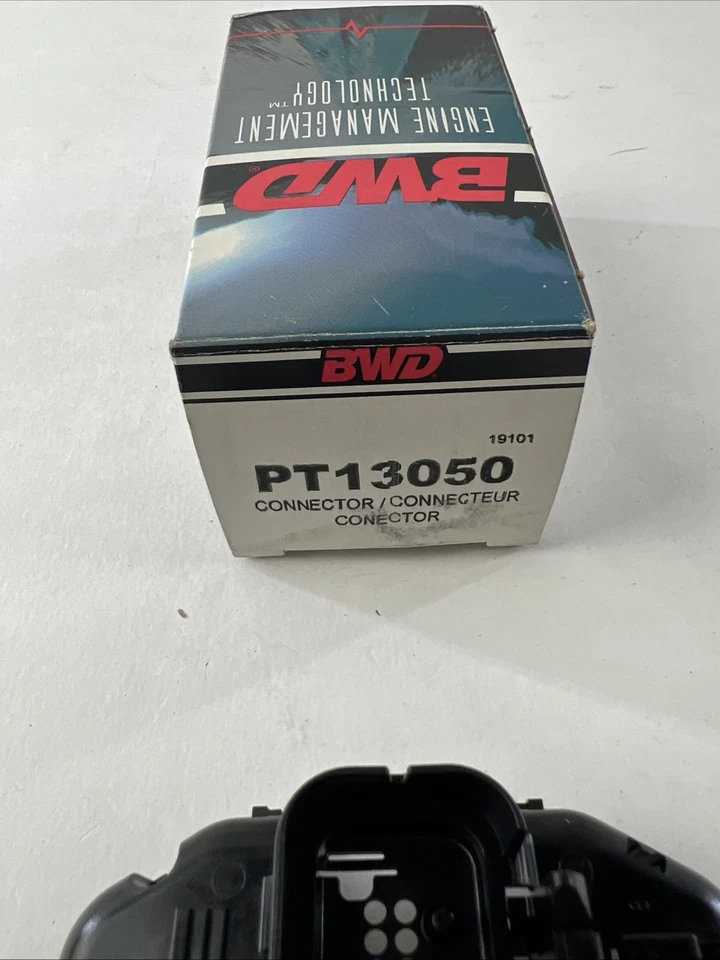 ENGINE MANAGEMENT
TECHNOLOGY™
BWD®
BWD®
19101
PT13050
CONNECTOR / CONNECTEUR
CONECTOR